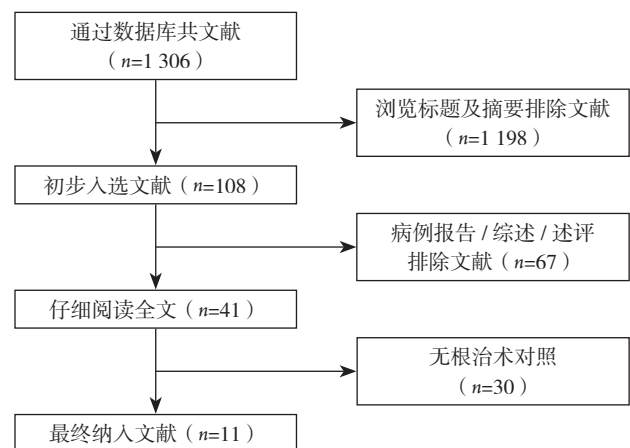 通过数据库共文献
（n=1 306）
浏览标题及摘要排除文献
（n=1 198）
初步入选文献（n=108）
病例报告 / 综述 / 述评
排除文献（n=67）
仔细阅读全文（n=41）
无根治术对照
（n=30）
最终纳入文献（n=11）